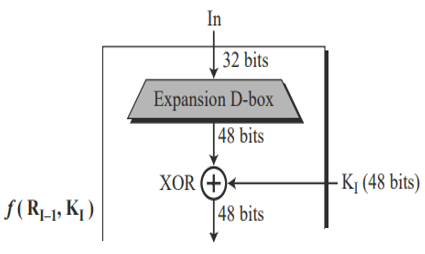 In
32 bits
Expansion D-box
48 bits
XOR
K_I (48 bits)
f( R_I–1, K_I )
48 bits